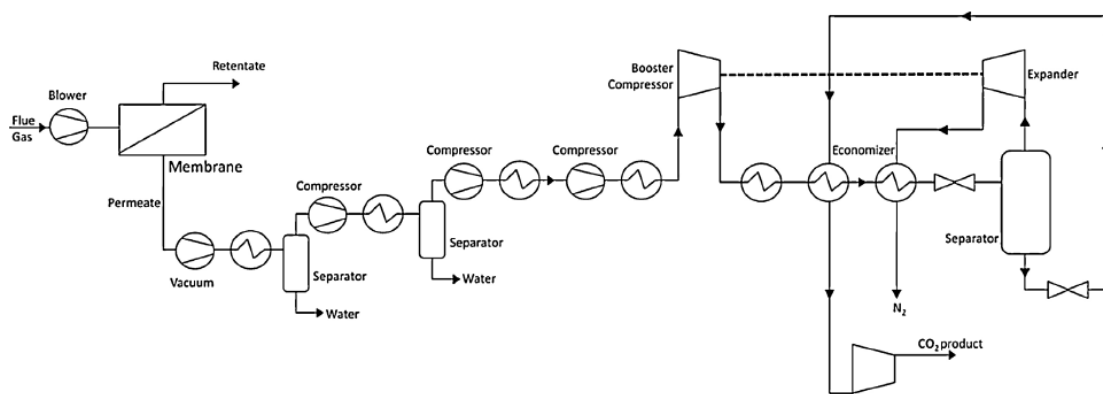 Flue
Gas
Blower
Retentate
Membrane
Permeate
Vacuum
Separator
Water
Compressor
Separator
Water
Compressor
Compressor
Booster
Compressor
Expander
Economizer
Separator
N₂
CO₂ product